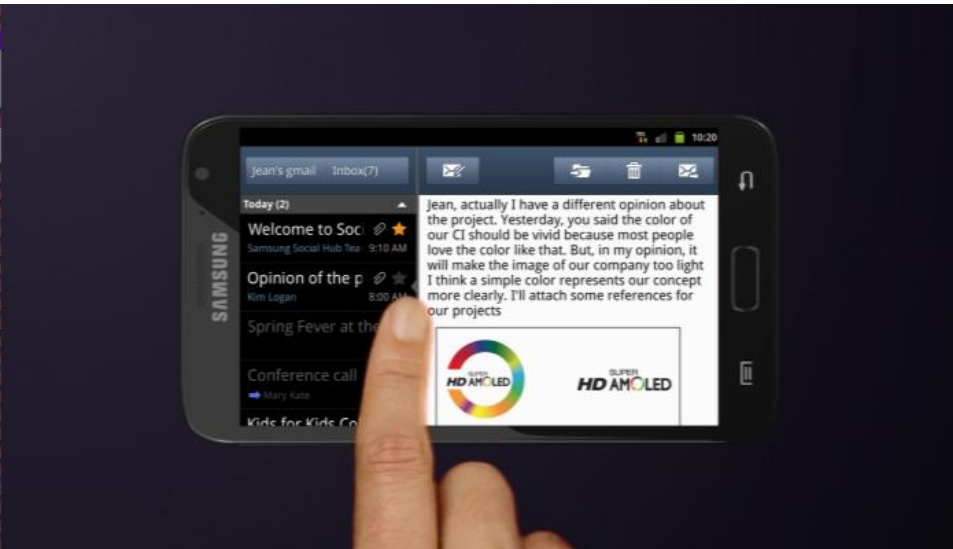 10:20
Jean's gmail Inbox(7)
Today (2)
Welcome to Soci
Samsung Social Hub Tea 9:10 AM
Opinion of the p
Kim Logan 8:00 AM
Spring Fever at the
Conference call
Mary Kate
Kids for Kids Co
Jean, actually I have a different opinion about
the project. Yesterday, you said the color of
our CI should be vivid because most people
love the color like that. But, in my opinion, it
will make the image of our company too light
I think a simple color represents our concept
more clearly. I'll attach some references for
our projects
SUPER
HD AMOLED
SUPER
HD AMOLED
SAMSUNG